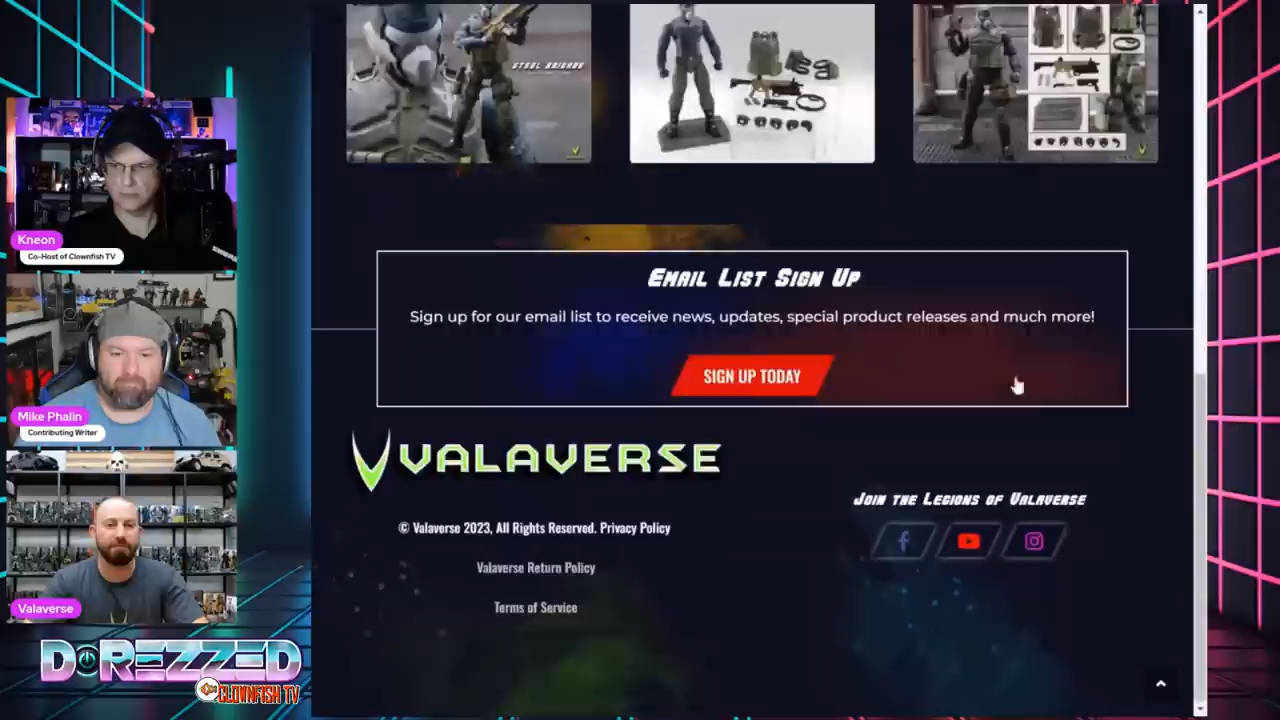 STEEL BRIGADE
Kneon
Co-Host of Clownfish TV
Mike Phalin
Contributing Writer
Valaverse
D-REZZED
CLOWNFISH TV
EMAIL LIST SIGN UP
Sign up for our email list to receive news, updates, special product releases and much more!
SIGN UP TODAY
VALAVERSE
© Valaverse 2023, All Rights Reserved. Privacy Policy
Valaverse Return Policy
Terms of Service
JOIN THE LEGIONS OF VALAVERSE